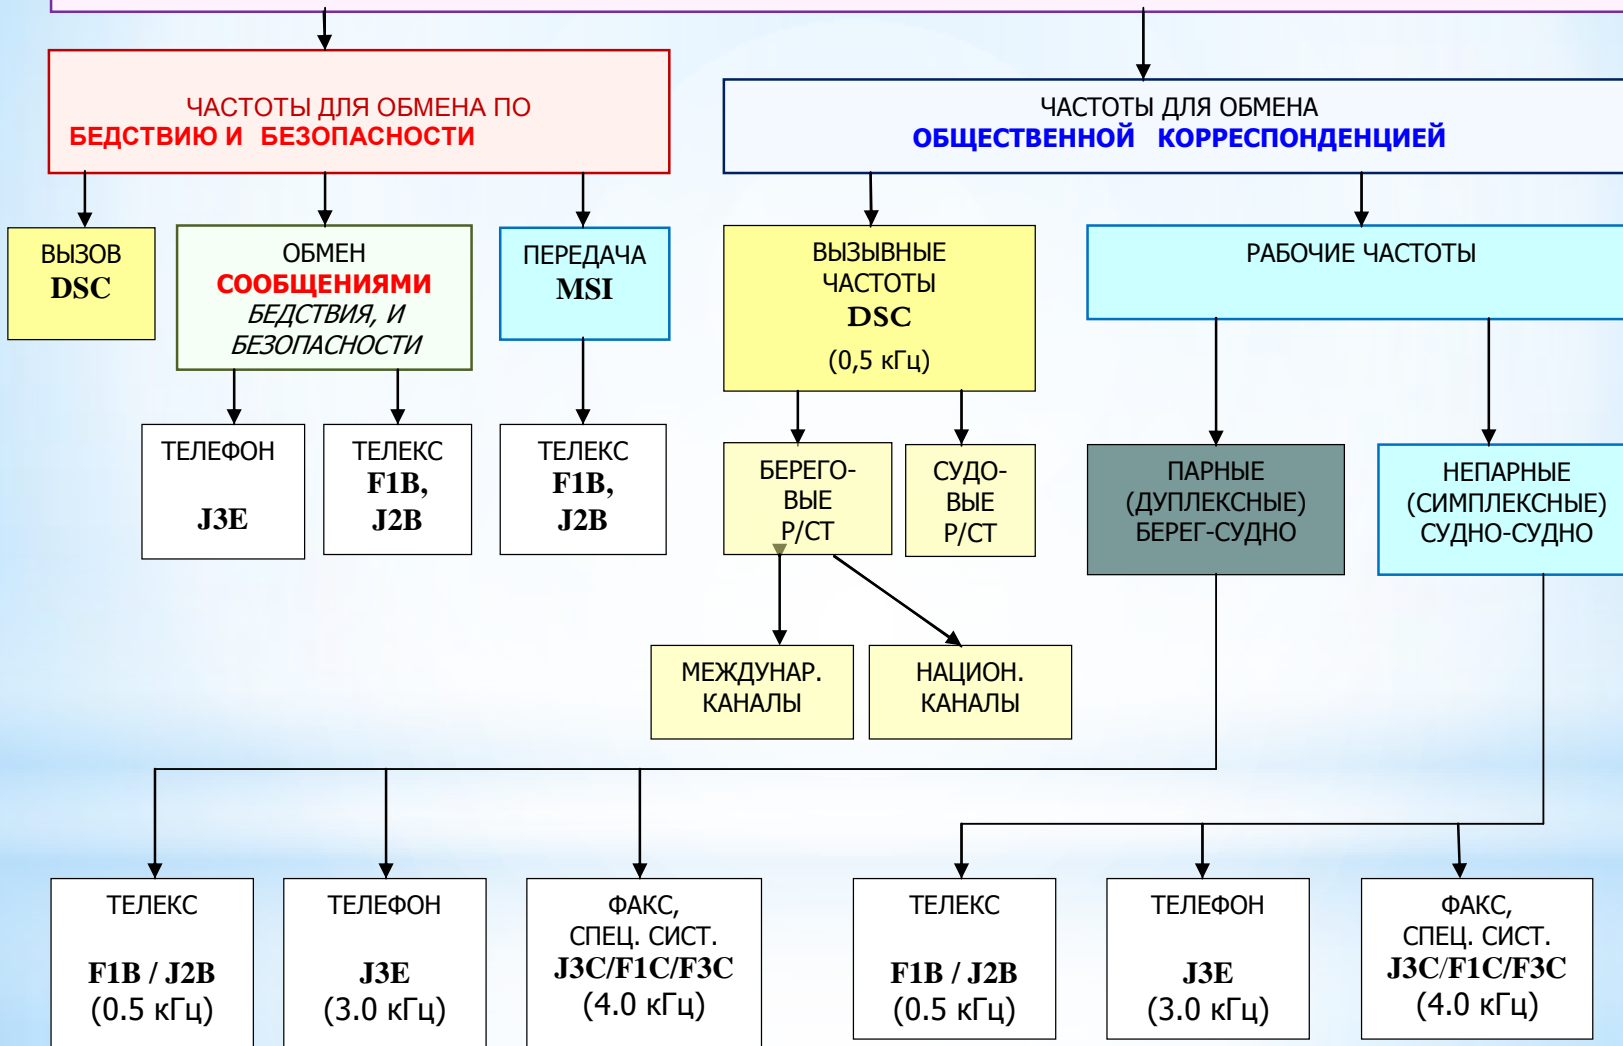 ЧАСТОТЫ ДЛЯ ОБМЕНА ПО
БЕДСТВИЮ И БЕЗОПАСНОСТИ
ЧАСТОТЫ ДЛЯ ОБМЕНА
ОБЩЕСТВЕННОЙ КОРРЕСПОНДЕНЦИЕЙ
ВЫЗОВ
DSC
ОБМЕН
СООБЩЕНИЯМИ
БЕДСТВИЯ, И
БЕЗОПАСНОСТИ
ПЕРЕДАЧА
MSI
ВЫЗЫВНЫЕ
ЧАСТОТЫ
DSC
(0,5 кГц)
РАБОЧИЕ ЧАСТОТЫ
ТЕЛЕФОН
J3E
ТЕЛЕКС
F1B,
J2B
ТЕЛЕКС
F1B,
J2B
БЕРЕГО-
ВЫЕ
Р/СТ
СУДО-
ВЫЕ
Р/СТ
ПАРНЫЕ
(ДУПЛЕКСНЫЕ)
БЕРЕГ-СУДНО
НЕПАРНЫЕ
(СИМПЛЕКСНЫЕ)
СУДНО-СУДНО
МЕЖДУНАР.
КАНАЛЫ
НАЦИОН.
КАНАЛЫ
ТЕЛЕКС
F1B / J2B
(0.5 кГц)
ТЕЛЕФОН
J3E
(3.0 кГц)
ФАКС,
СПЕЦ. СИСТ.
J3C/F1C/F3C
(4.0 кГц)
ТЕЛЕКС
F1B / J2B
(0.5 кГц)
ТЕЛЕФОН
J3E
(3.0 кГц)
ФАКС,
СПЕЦ. СИСТ.
J3C/F1C/F3C
(4.0 кГц)